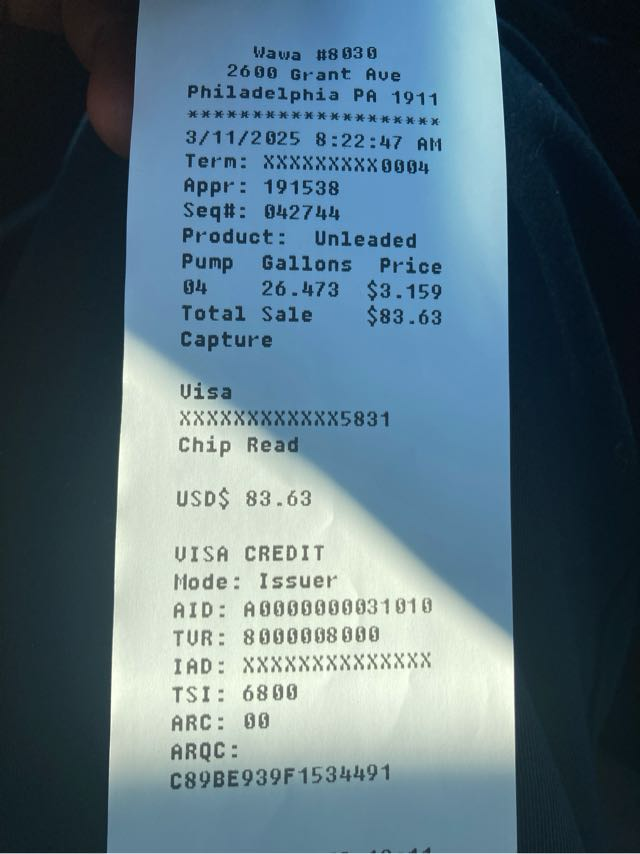 Wawa #8030
2600 Grant Ave
Philadelphia PA 1911
********************
3/11/2025 8:22:47 AM
Term: XXXXXXXXX0004
Appr: 191538
Seq#: 042744
Product: Unleaded
Pump Gallons Price
04 26.473 $3.159
Total Sale $83.63
Capture
Visa
XXXXXXXXXXXX5831
Chip Read
USD$ 83.63
VISA CREDIT
Mode: Issuer
AID: A0000000031010
TVR: 8000008000
IAD: XXXXXXXXXXXXXX
TSI: 6800
ARC: 00
ARQC:
C89BE939F1534491